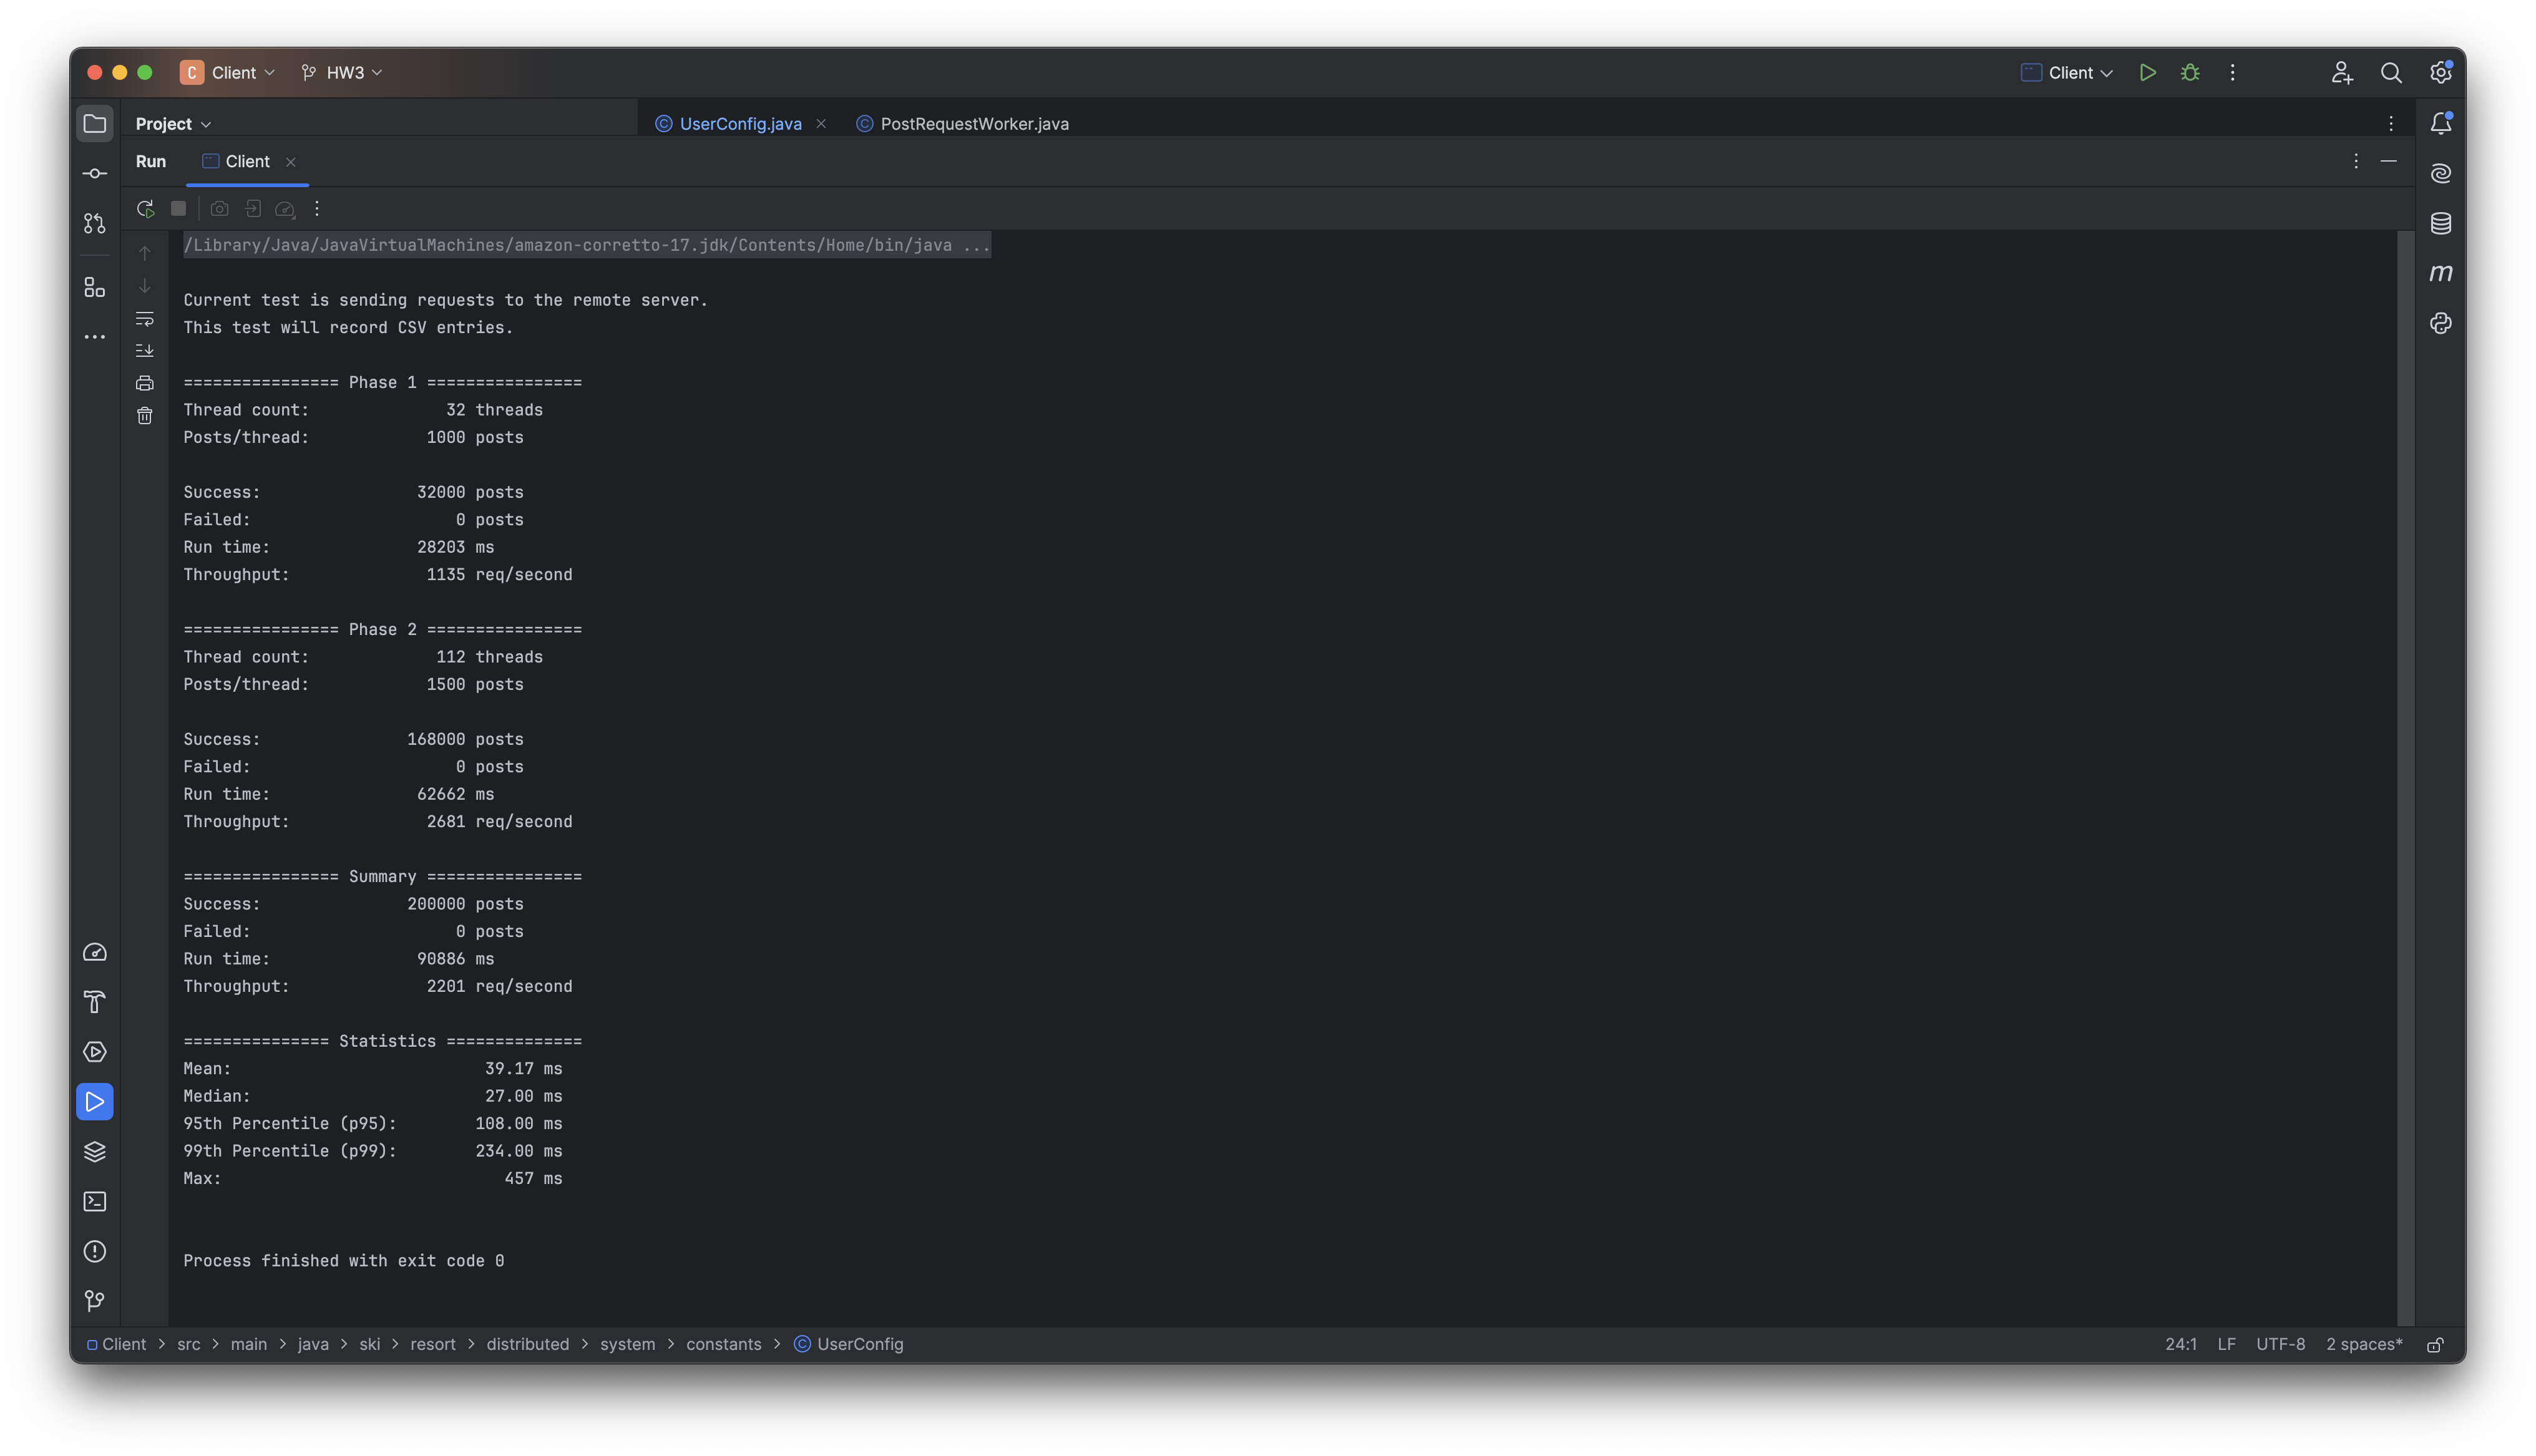 C Client HW3 Client
Project UserConfig.java PostRequestWorker.java
Run Client
/Library/Java/JavaVirtualMachines/amazon-corretto-17.jdk/Contents/Home/bin/java ...
Current test is sending requests to the remote server.
This test will record CSV entries.
================ Phase 1 ================
Thread count: 32 threads
Posts/thread: 1000 posts
Success: 32000 posts
Failed: 0 posts
Run time: 28203 ms
Throughput: 1135 req/second
================ Phase 2 ================
Thread count: 112 threads
Posts/thread: 1500 posts
Success: 168000 posts
Failed: 0 posts
Run time: 62662 ms
Throughput: 2681 req/second
================ Summary ================
Success: 200000 posts
Failed: 0 posts
Run time: 90886 ms
Throughput: 2201 req/second
=============== Statistics ==============
Mean: 39.17 ms
Median: 27.00 ms
95th Percentile (p95): 108.00 ms
99th Percentile (p99): 234.00 ms
Max: 457 ms
Process finished with exit code 0
Client > src > main > java > ski > resort > distributed > system > constants > UserConfig 24:1 LF UTF-8 2 spaces*